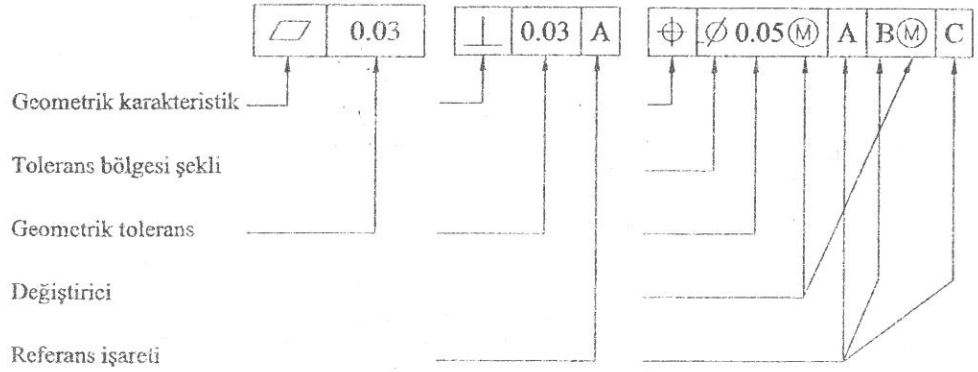 ▱ 0.03 ⊥ 0.03 A ⌖ ∅ 0.05 Ⓜ A B Ⓜ C
Geometrik karakteristik
Tolerans bölgesi şekli
Geometrik tolerans
Değiştirici
Referans işareti